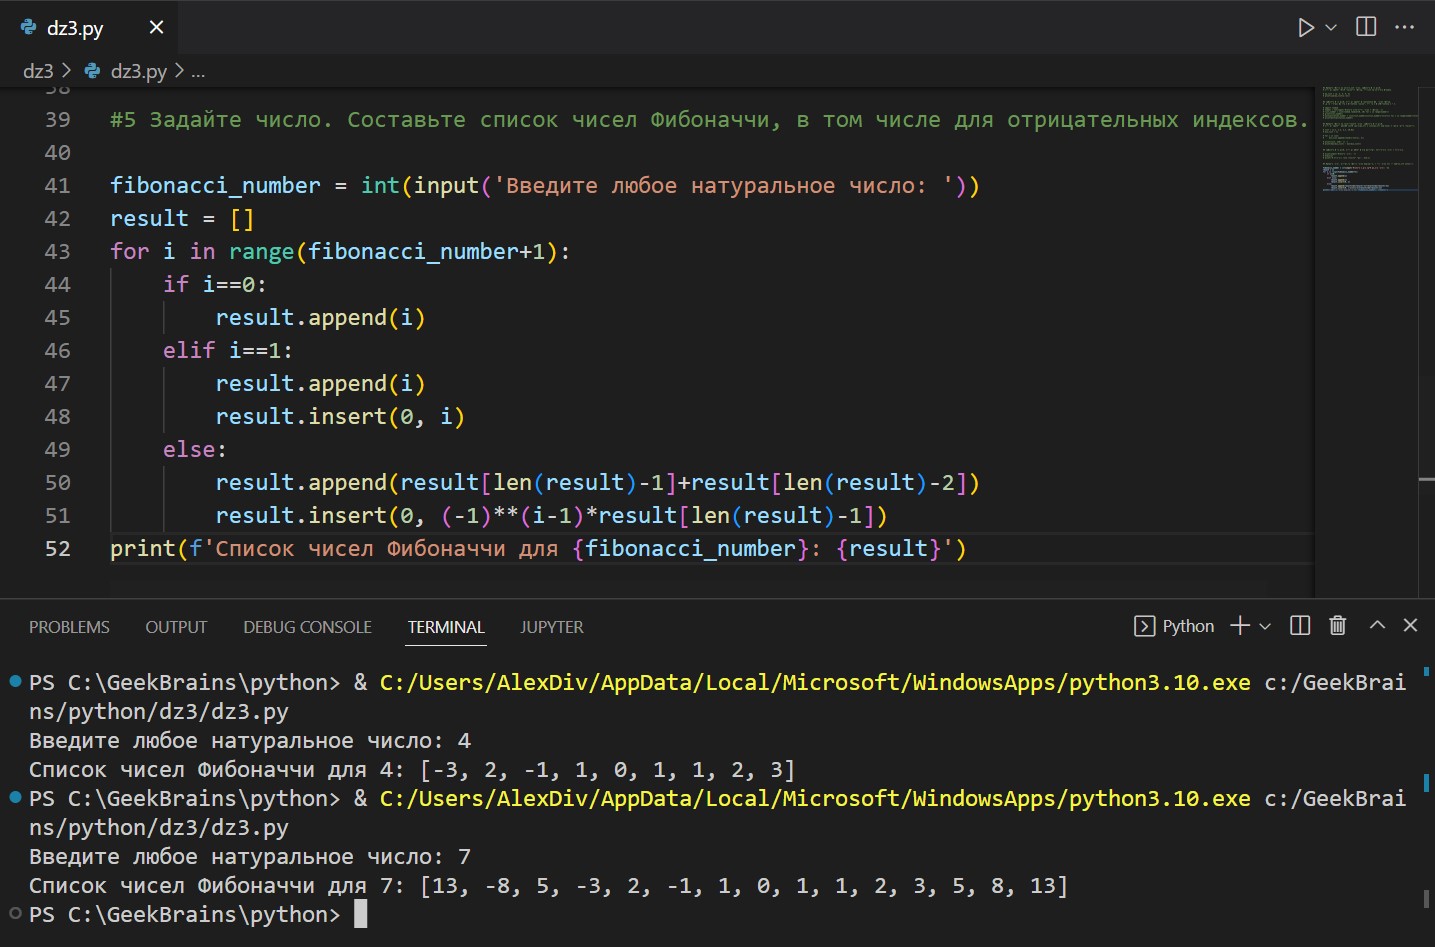 dz3.py
dz3 > dz3.py > ...
38
39 #5 Задайте число. Составьте список чисел Фибоначчи, в том числе для отрицательных индексов.
40
41 fibonacci_number = int(input('Введите любое натуральное число: '))
42 result = []
43 for i in range(fibonacci_number+1):
44     if i==0:
45         result.append(i)
46     elif i==1:
47         result.append(i)
48         result.insert(0, i)
49     else:
50         result.append(result[len(result)-1]+result[len(result)-2])
51         result.insert(0, (-1)**(i-1)*result[len(result)-1])
52 print(f'Список чисел Фибоначчи для {fibonacci_number}: {result}')
PROBLEMS OUTPUT DEBUG CONSOLE TERMINAL JUPYTER Python
PS C:\GeekBrains\python> & C:/Users/AlexDiv/AppData/Local/Microsoft/WindowsApps/python3.10.exe c:/GeekBrai
ns/python/dz3/dz3.py
Введите любое натуральное число: 4
Список чисел Фибоначчи для 4: [-3, 2, -1, 1, 0, 1, 1, 2, 3]
PS C:\GeekBrains\python> & C:/Users/AlexDiv/AppData/Local/Microsoft/WindowsApps/python3.10.exe c:/GeekBrai
ns/python/dz3/dz3.py
Введите любое натуральное число: 7
Список чисел Фибоначчи для 7: [13, -8, 5, -3, 2, -1, 1, 0, 1, 1, 2, 3, 5, 8, 13]
PS C:\GeekBrains\python>